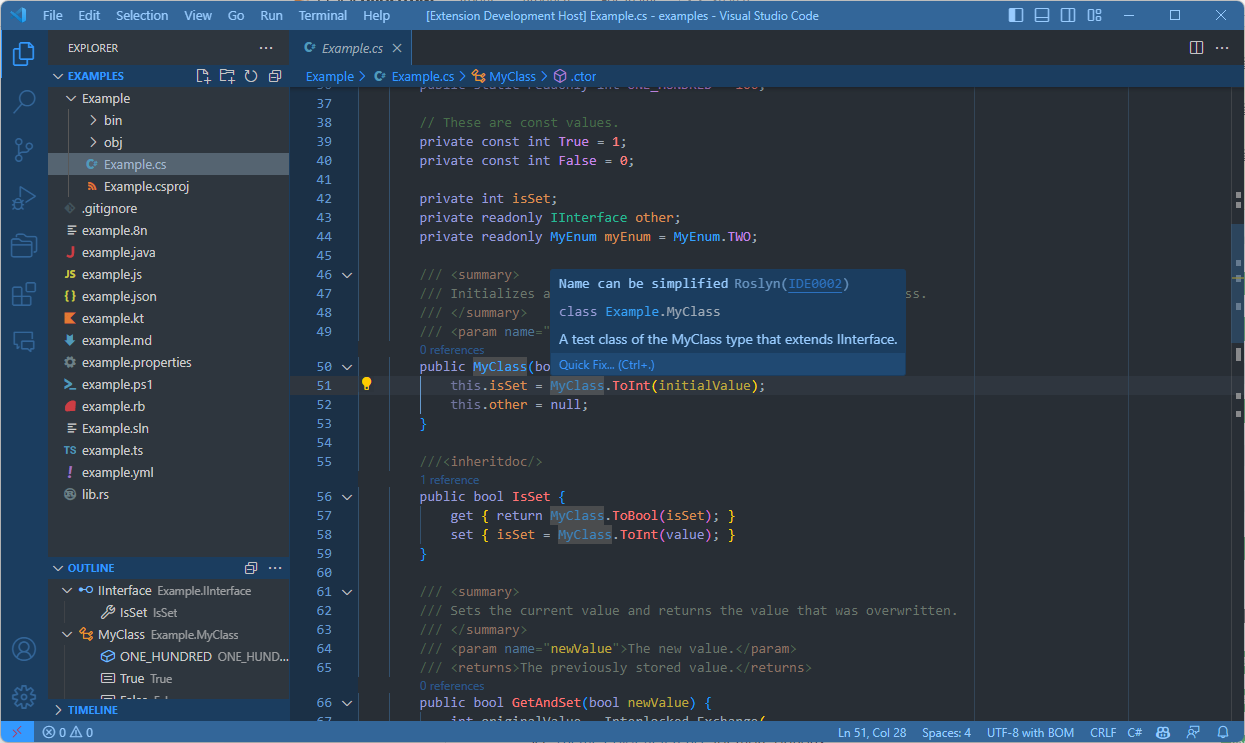 File Edit Selection View Go Run Terminal Help [Extension Development Host] Example.cs - examples - Visual Studio Code
EXPLORER
Example.cs
EXAMPLES
Example > Example.cs > MyClass > .ctor
Example
bin
obj
Example.cs
Example.csproj
.gitignore
example.8n
example.java
JS example.js
{} example.json
example.kt
example.md
example.properties
example.ps1
example.rb
Example.sln
TS example.ts
! example.yml
lib.rs
OUTLINE
IInterface Example.IInterface
IsSet IsSet
MyClass Example.MyClass
ONE_HUNDRED ONE_HUND...
True True
TIMELINE
37
38 // These are const values.
39 private const int True = 1;
40 private const int False = 0;
41
42 private int isSet;
43 private readonly IInterface other;
44 private readonly MyEnum myEnum = MyEnum.TWO;
45
46 /// <summary>
47 /// Initializes a ss.
48 /// </summary>
49 /// <param name="
Name can be simplified Roslyn(IDE0002)
class Example.MyClass
A test class of the MyClass type that extends IInterface.
Quick Fix... (Ctrl+.)
0 references
50 public MyClass(bo
51 this.isSet = MyClass.ToInt(initialValue);
52 this.other = null;
53 }
54
55 ///<inheritdoc/>
1 reference
56 public bool IsSet {
57 get { return MyClass.ToBool(isSet); }
58 set { isSet = MyClass.ToInt(value); }
59 }
60
61 /// <summary>
62 /// Sets the current value and returns the value that was overwritten.
63 /// </summary>
64 /// <param name="newValue">The new value.</param>
65 /// <returns>The previously stored value.</returns>
0 references
66 public bool GetAndSet(bool newValue) {
0 0 Ln 51, Col 28 Spaces: 4 UTF-8 with BOM CRLF C#